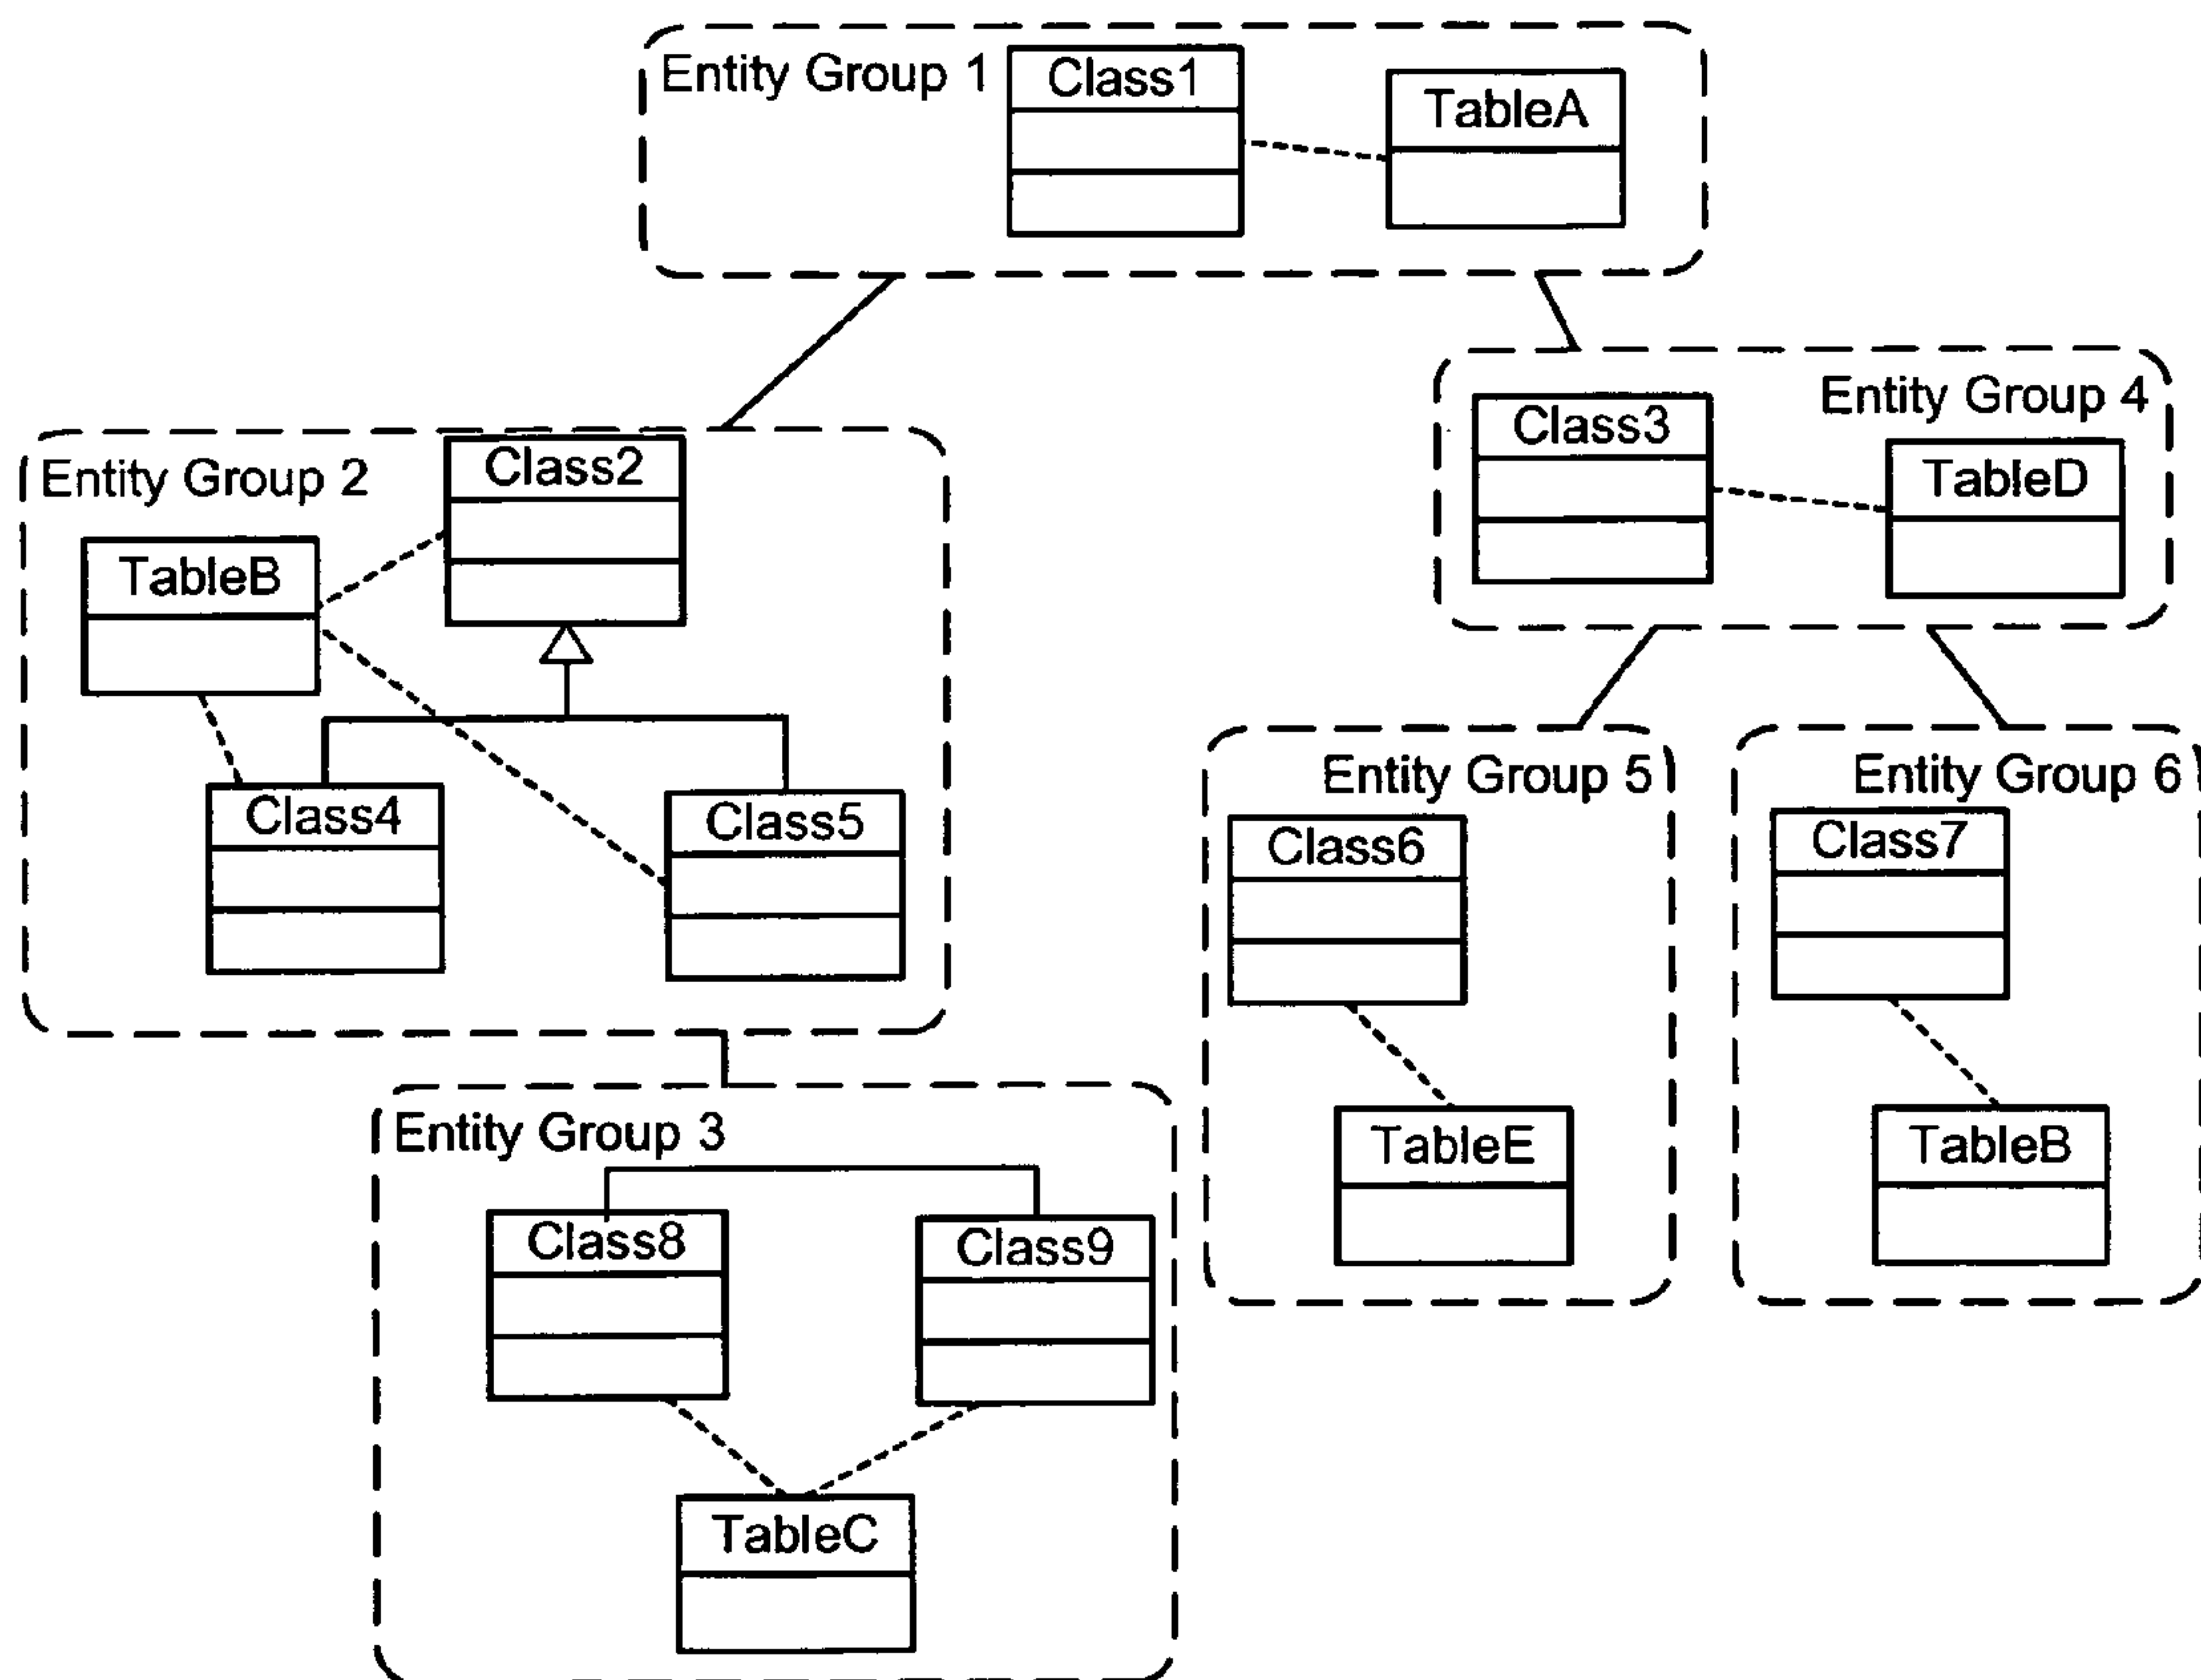 Entity Group 1
Class1
TableA
Entity Group 2
Class2
TableB
Class4
Class5
Class3
Entity Group 4
TableD
Entity Group 5
Class6
TableE
Entity Group 6
Class7
TableB
Entity Group 3
Class8
Class9
TableC